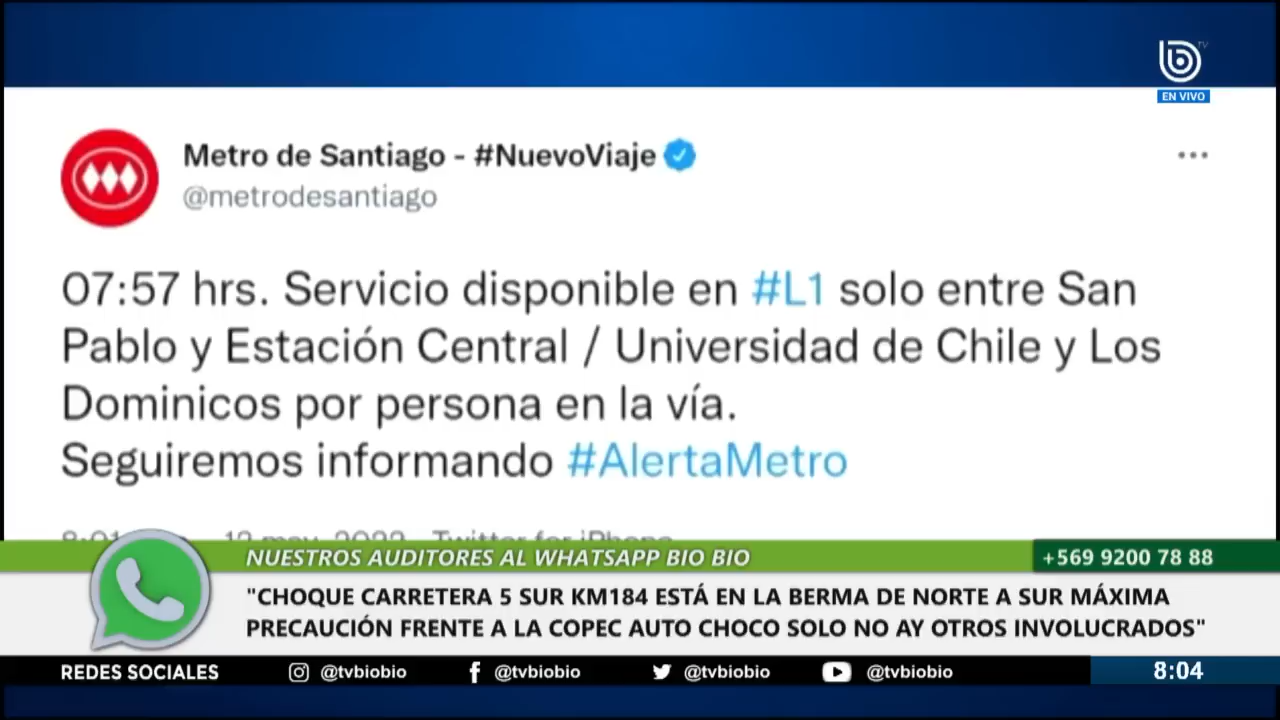 TV
EN VIVO
Metro de Santiago - #NuevoViaje
@metrodesantiago
07:57 hrs. Servicio disponible en #L1 solo entre San
Pablo y Estación Central / Universidad de Chile y Los
Dominicos por persona en la vía.
Seguiremos informando #AlertaMetro
NUESTROS AUDITORES AL WHATSAPP BIO BIO
+569 9200 78 88
"CHOQUE CARRETERA 5 SUR KM184 ESTÁ EN LA BERMA DE NORTE A SUR MÁXIMA
PRECAUCIÓN FRENTE A LA COPEC AUTO CHOCO SOLO NO AY OTROS INVOLUCRADOS"
REDES SOCIALES @tvbiobio @tvbiobio @tvbiobio @tvbiobio 8:04